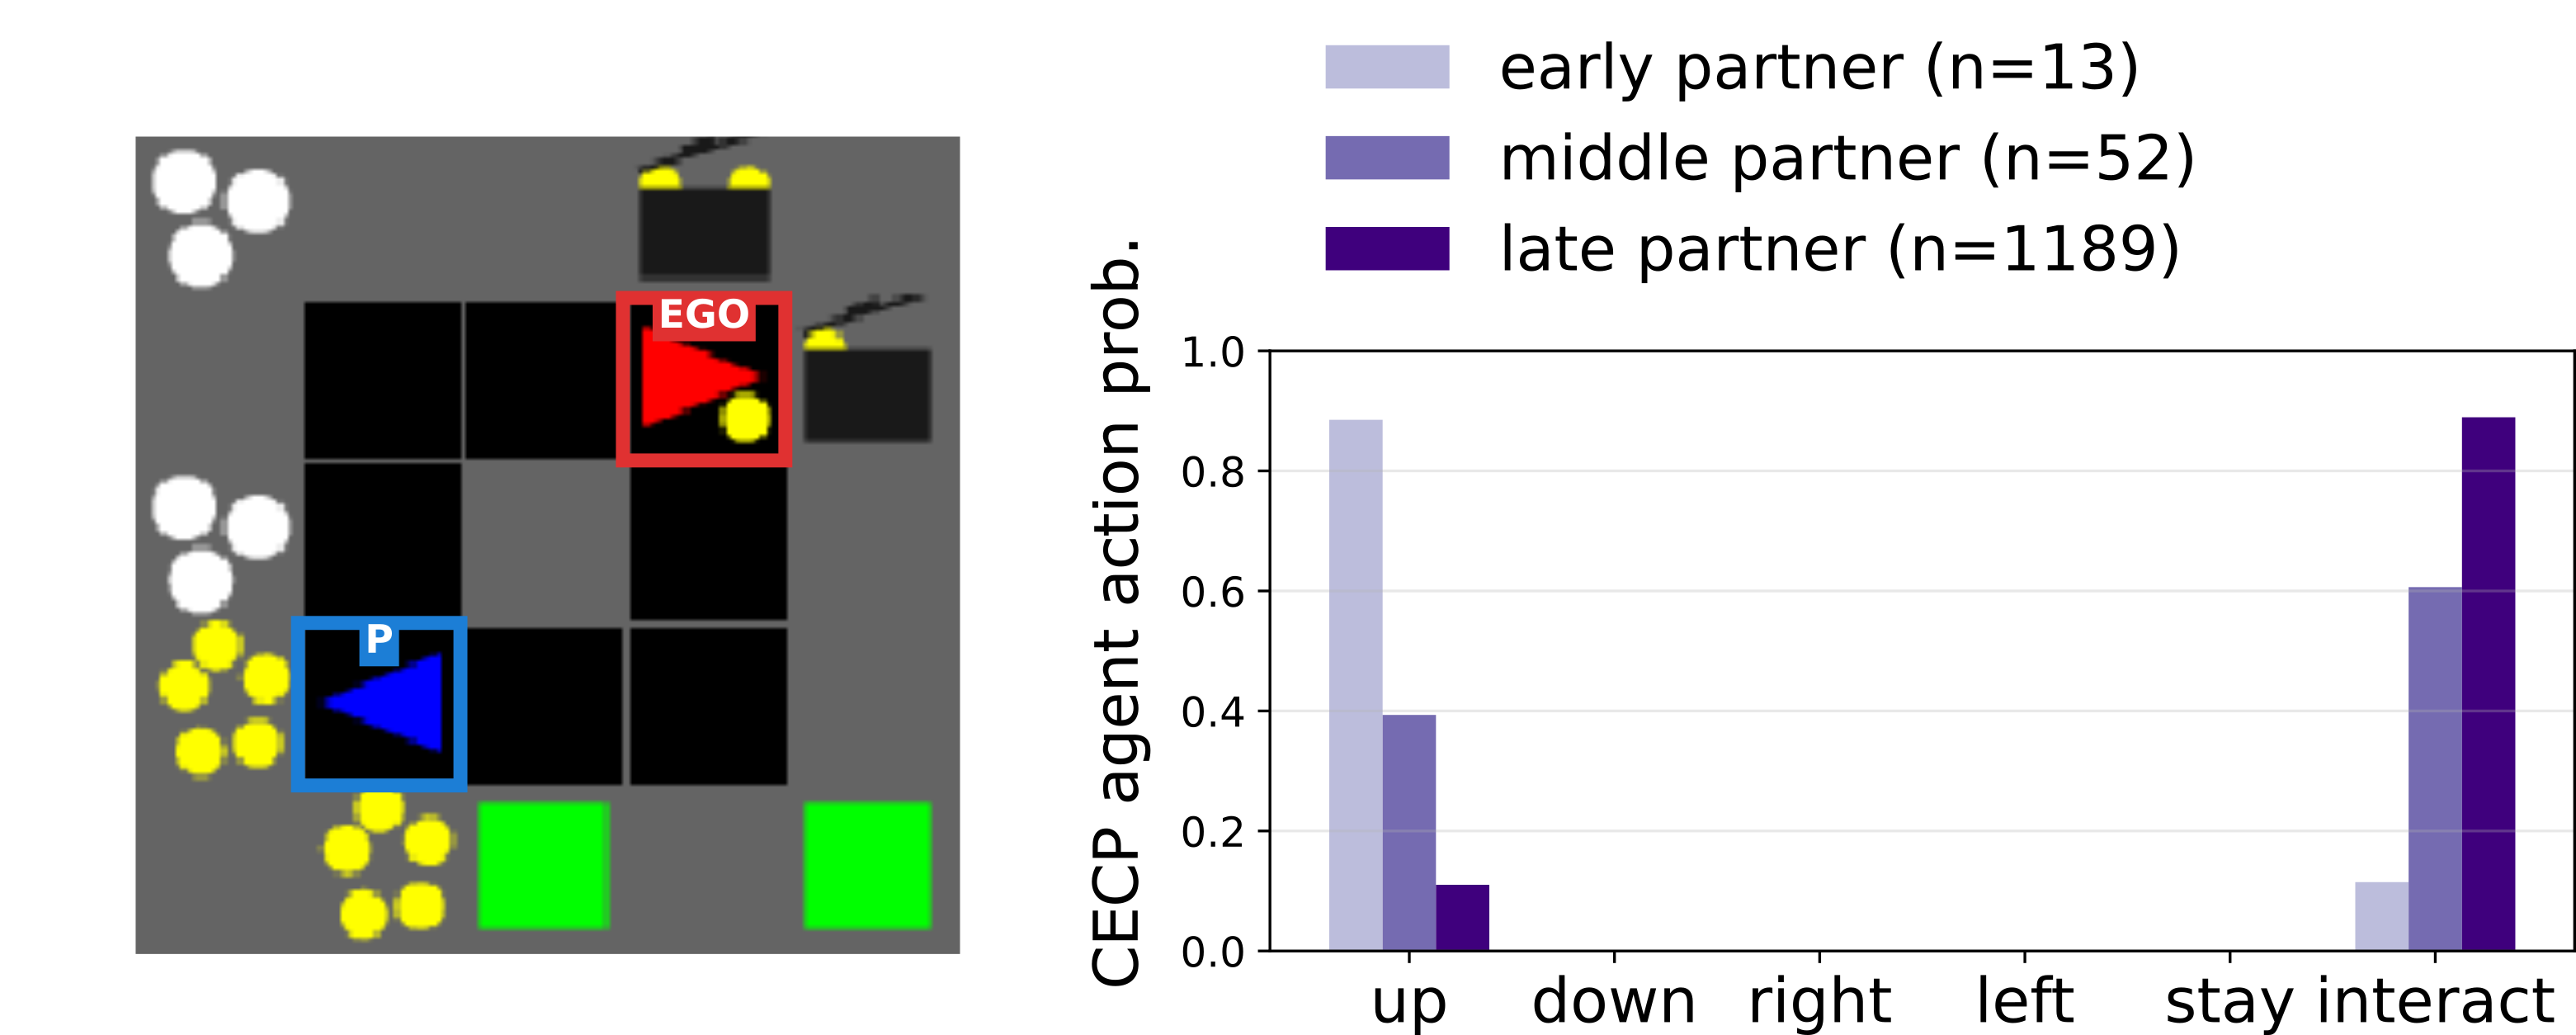 EGO
P
early partner (n=13)
middle partner (n=52)
late partner (n=1189)
CECP agent action prob.
1.0
0.8
0.6
0.4
0.2
0.0
up down right left stay interact